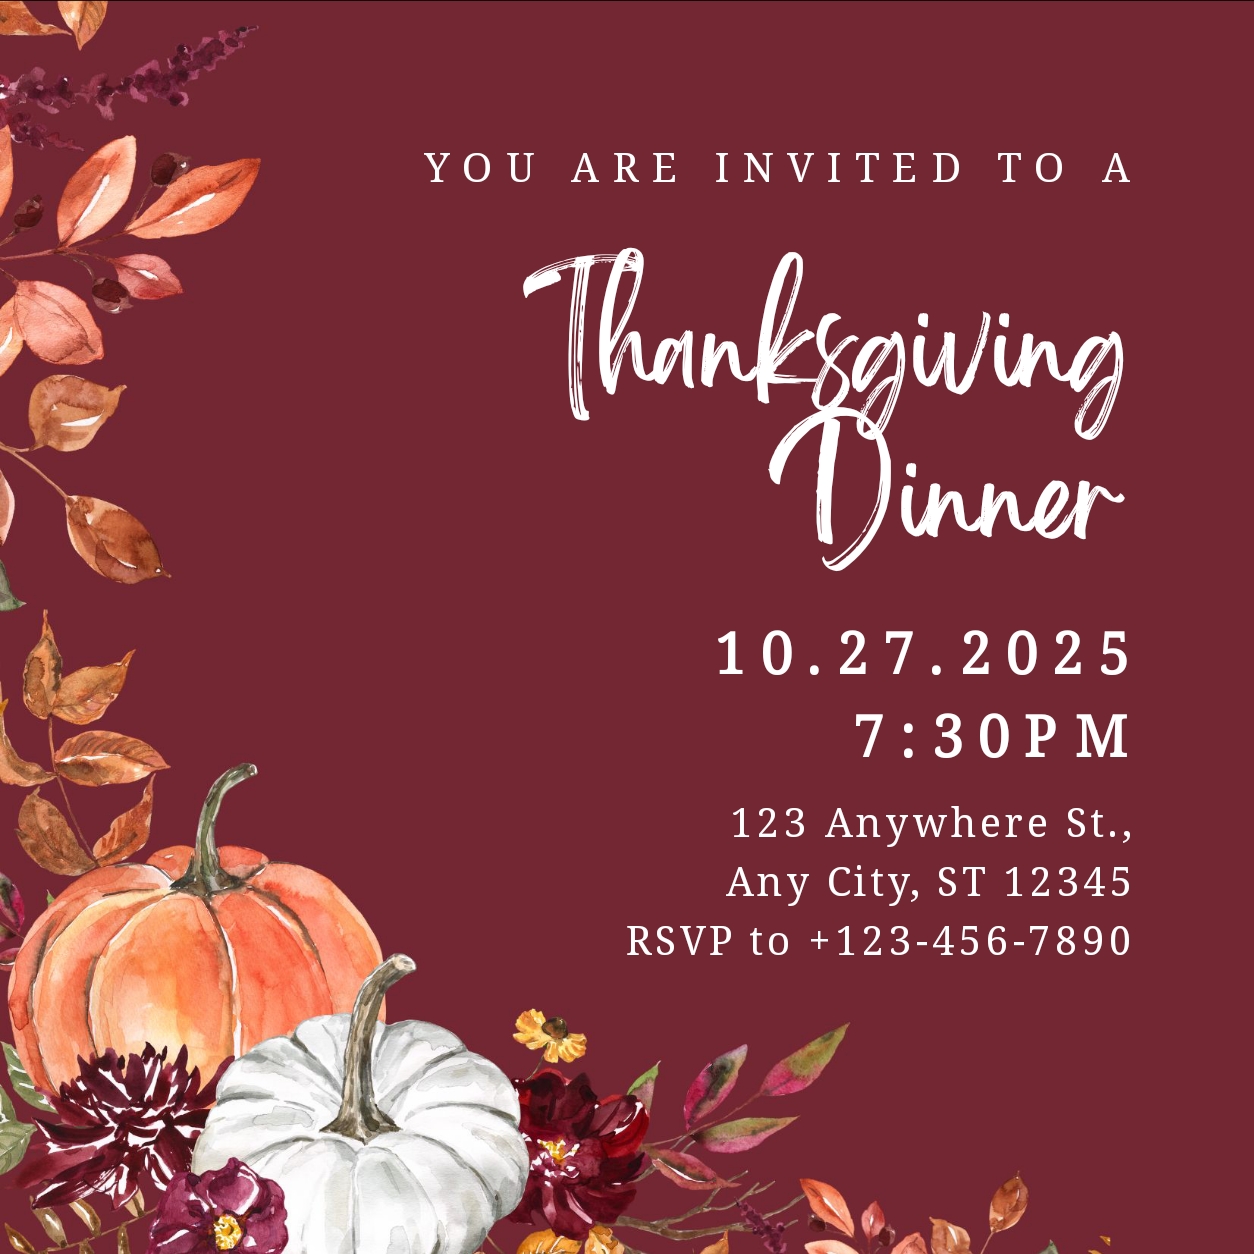 YOU ARE INVITED TO A
Thanksgiving
Dinner
10.27.2025
7:30PM
123 Anywhere St.,
Any City, ST 12345
RSVP to +123-456-7890